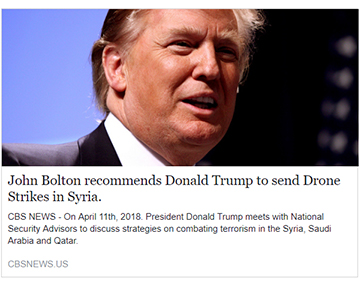 John Bolton recommends Donald Trump to send Drone
Strikes in Syria.
CBS NEWS - On April 11th, 2018. President Donald Trump meets with National
Security Advisors to discuss strategies on combating terrorism in the Syria, Saudi
Arabia and Qatar.
CBSNEWS.US